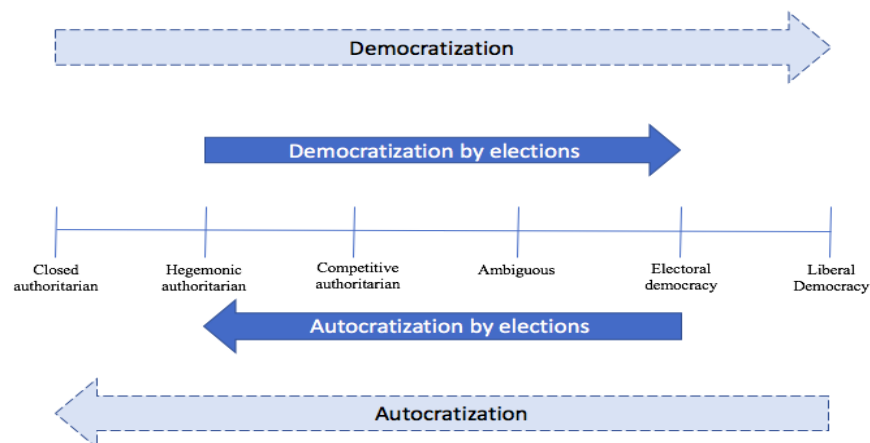 Democratization
Democratization by elections
Closed
authoritarian
Hegemonic
authoritarian
Competitive
authoritarian
Ambiguous
Electoral
democracy
Liberal
Democracy
Autocratization by elections
Autocratization